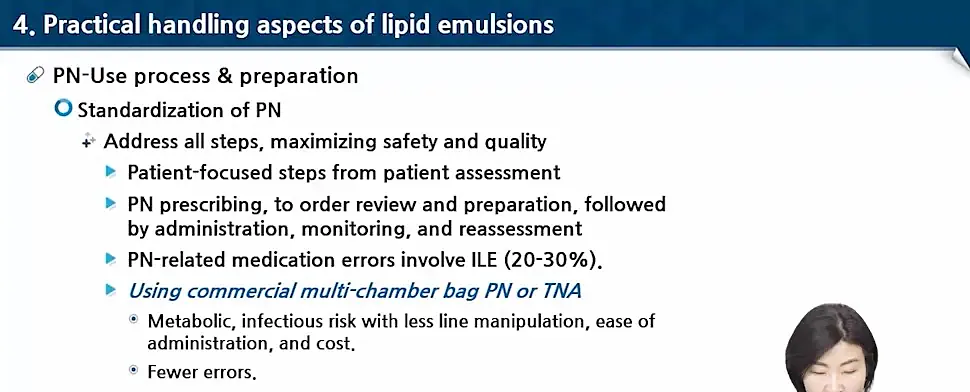 4. Practical handling aspects of lipid emulsions
PN-Use process & preparation
Standardization of PN
Address all steps, maximizing safety and quality
Patient-focused steps from patient assessment
PN prescribing, to order review and preparation, followed
by administration, monitoring, and reassessment
PN-related medication errors involve ILE (20-30%).
Using commercial multi-chamber bag PN or TNA
Metabolic, infectious risk with less line manipulation, ease of
administration, and cost.
Fewer errors.